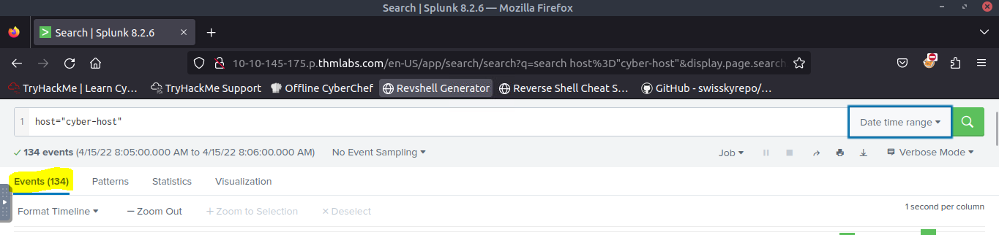 Search | Splunk 8.2.6 — Mozilla Firefox
Search | Splunk 8.2.6
10-10-145-175.p.thmlabs.com/en-US/app/search/search?q=search host%3D"cyber-host"&display.page.search
TryHackMe | Learn Cy… TryHackMe Support Offline CyberChef Revshell Generator Reverse Shell Cheat S… GitHub - swisskyrepo/…
1 host="cyber-host" Date time range
134 events (4/15/22 8:05:00.000 AM to 4/15/22 8:06:00.000 AM) No Event Sampling Job Verbose Mode
Events (134) Patterns Statistics Visualization
Format Timeline Zoom Out Zoom to Selection Deselect 1 second per column